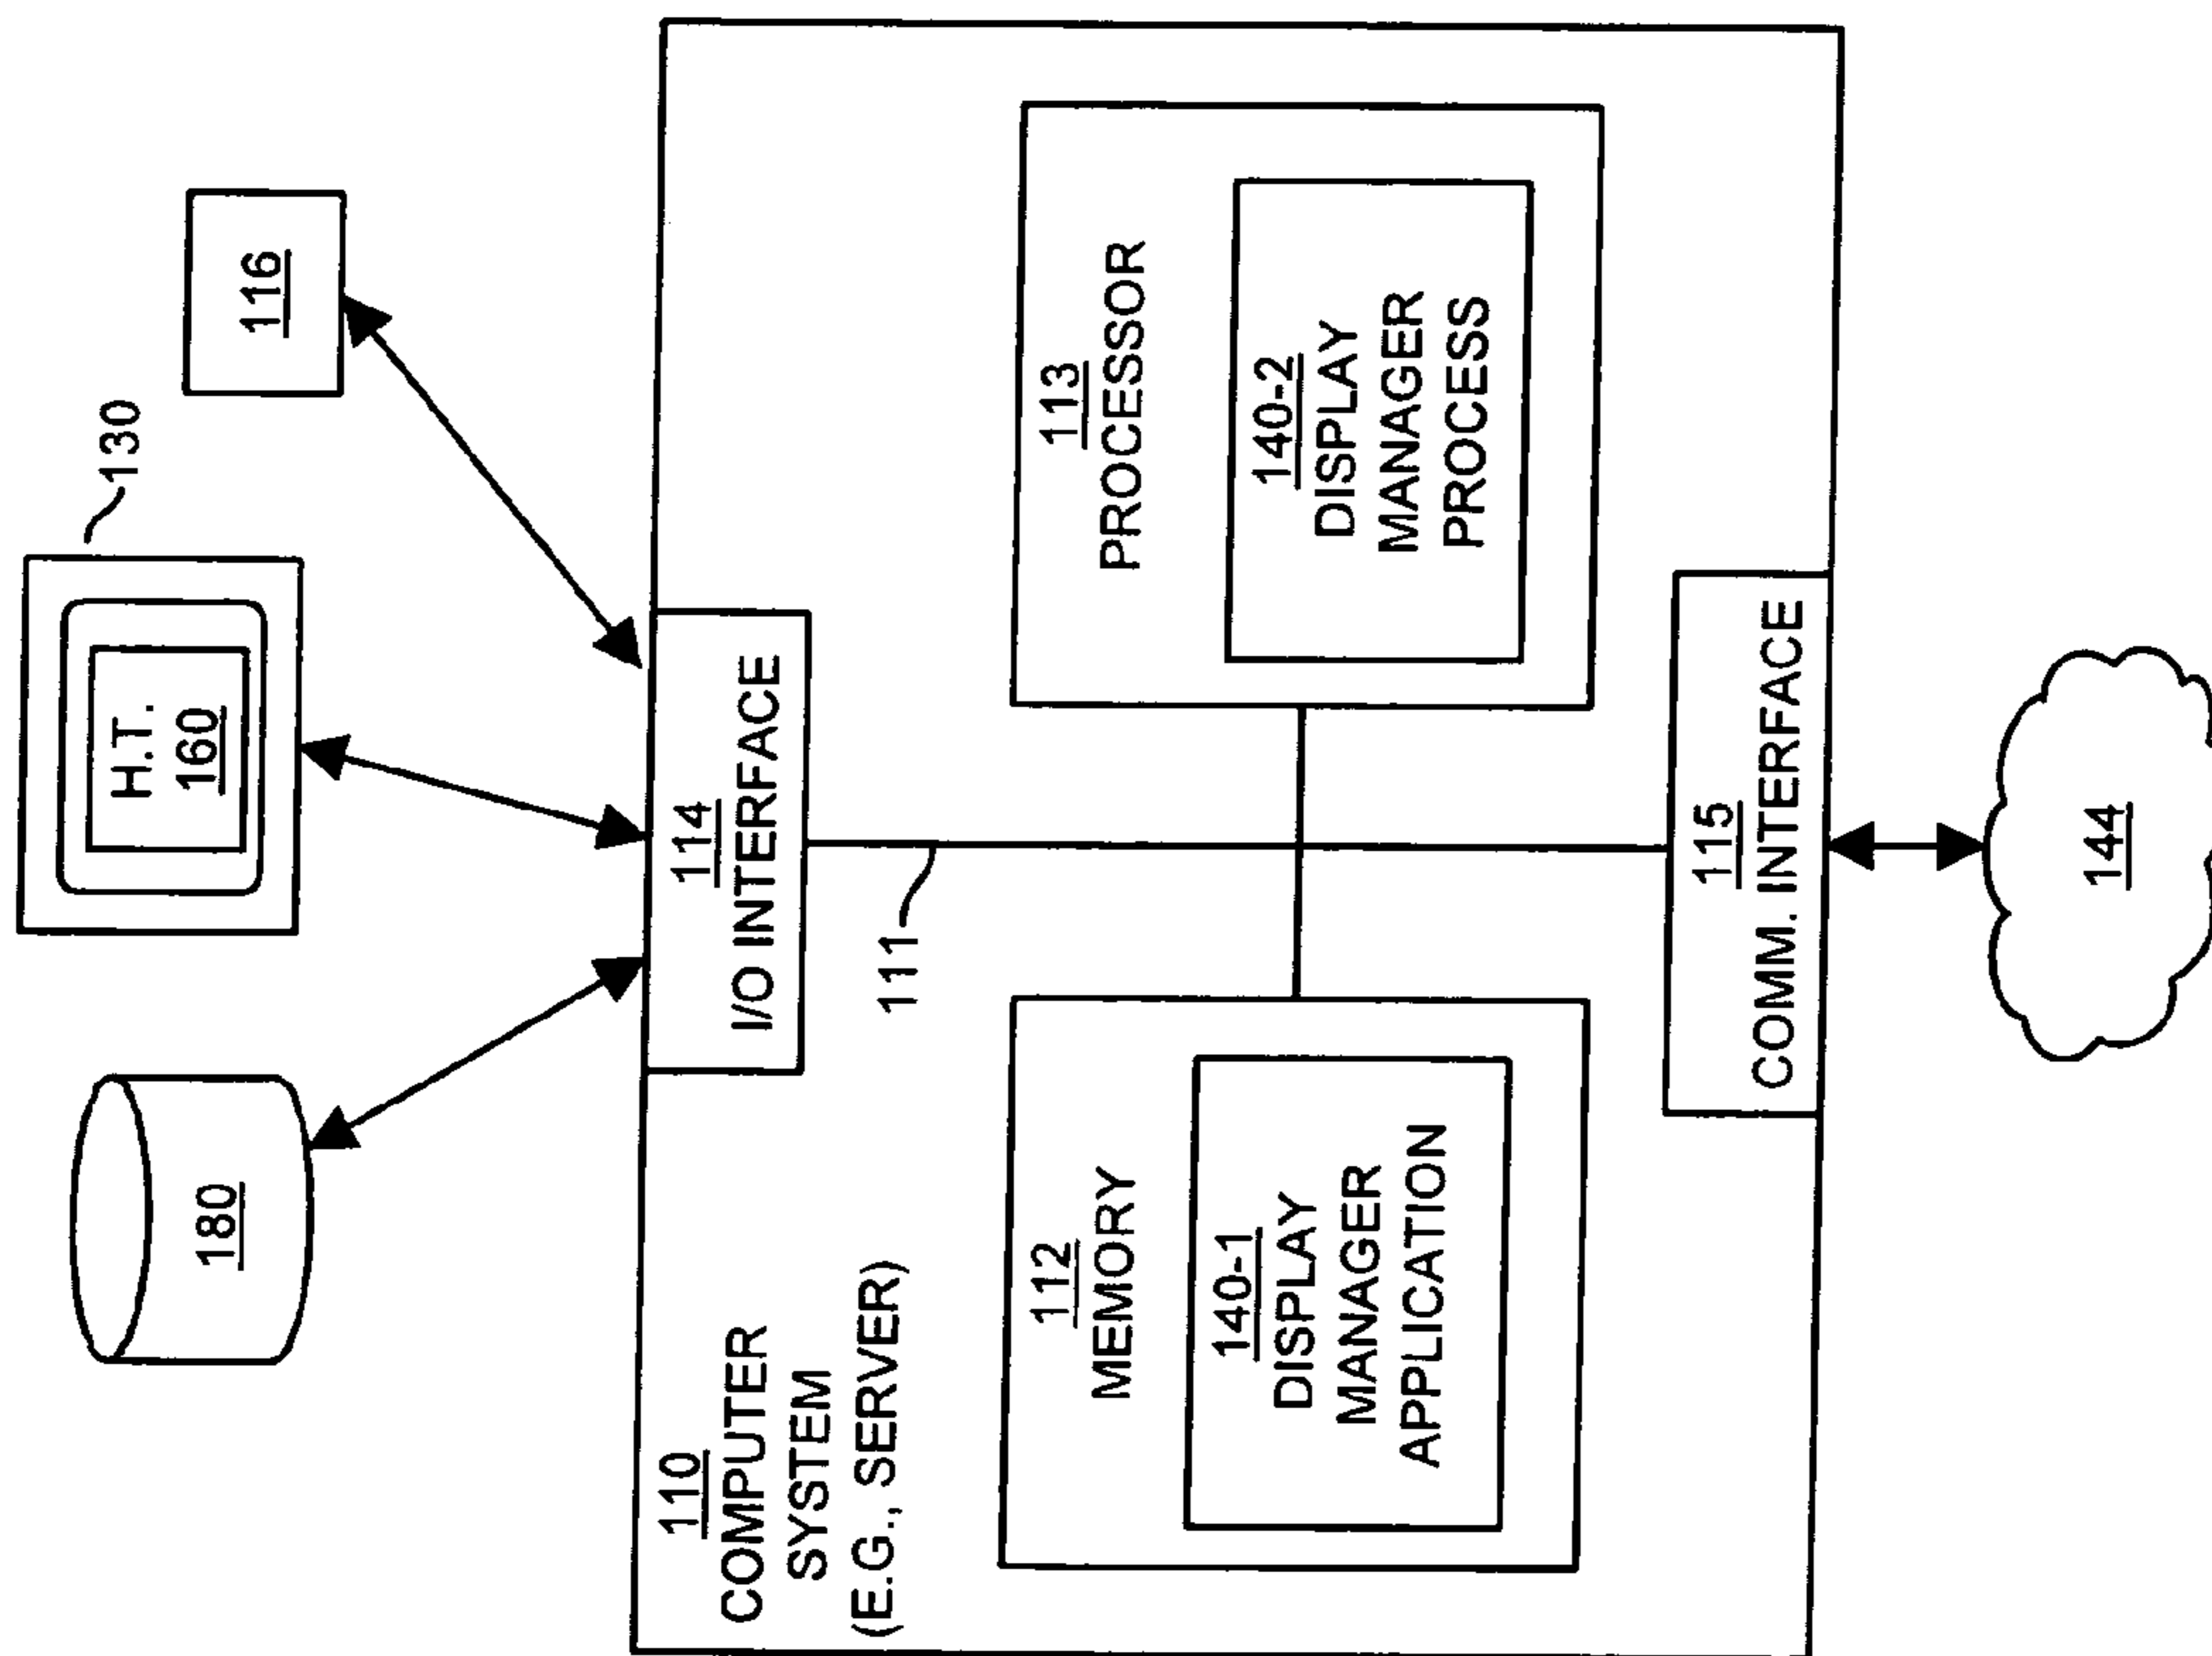 180
130
H.T.
160
116
114
I/O INTERFACE
111
110
COMPUTER
SYSTEM
(E.G., SERVER)
112
MEMORY
140-1
DISPLAY
MANAGER
APPLICATION
113
PROCESSOR
140-2
DISPLAY
MANAGER
PROCESS
115
COMM. INTERFACE
144